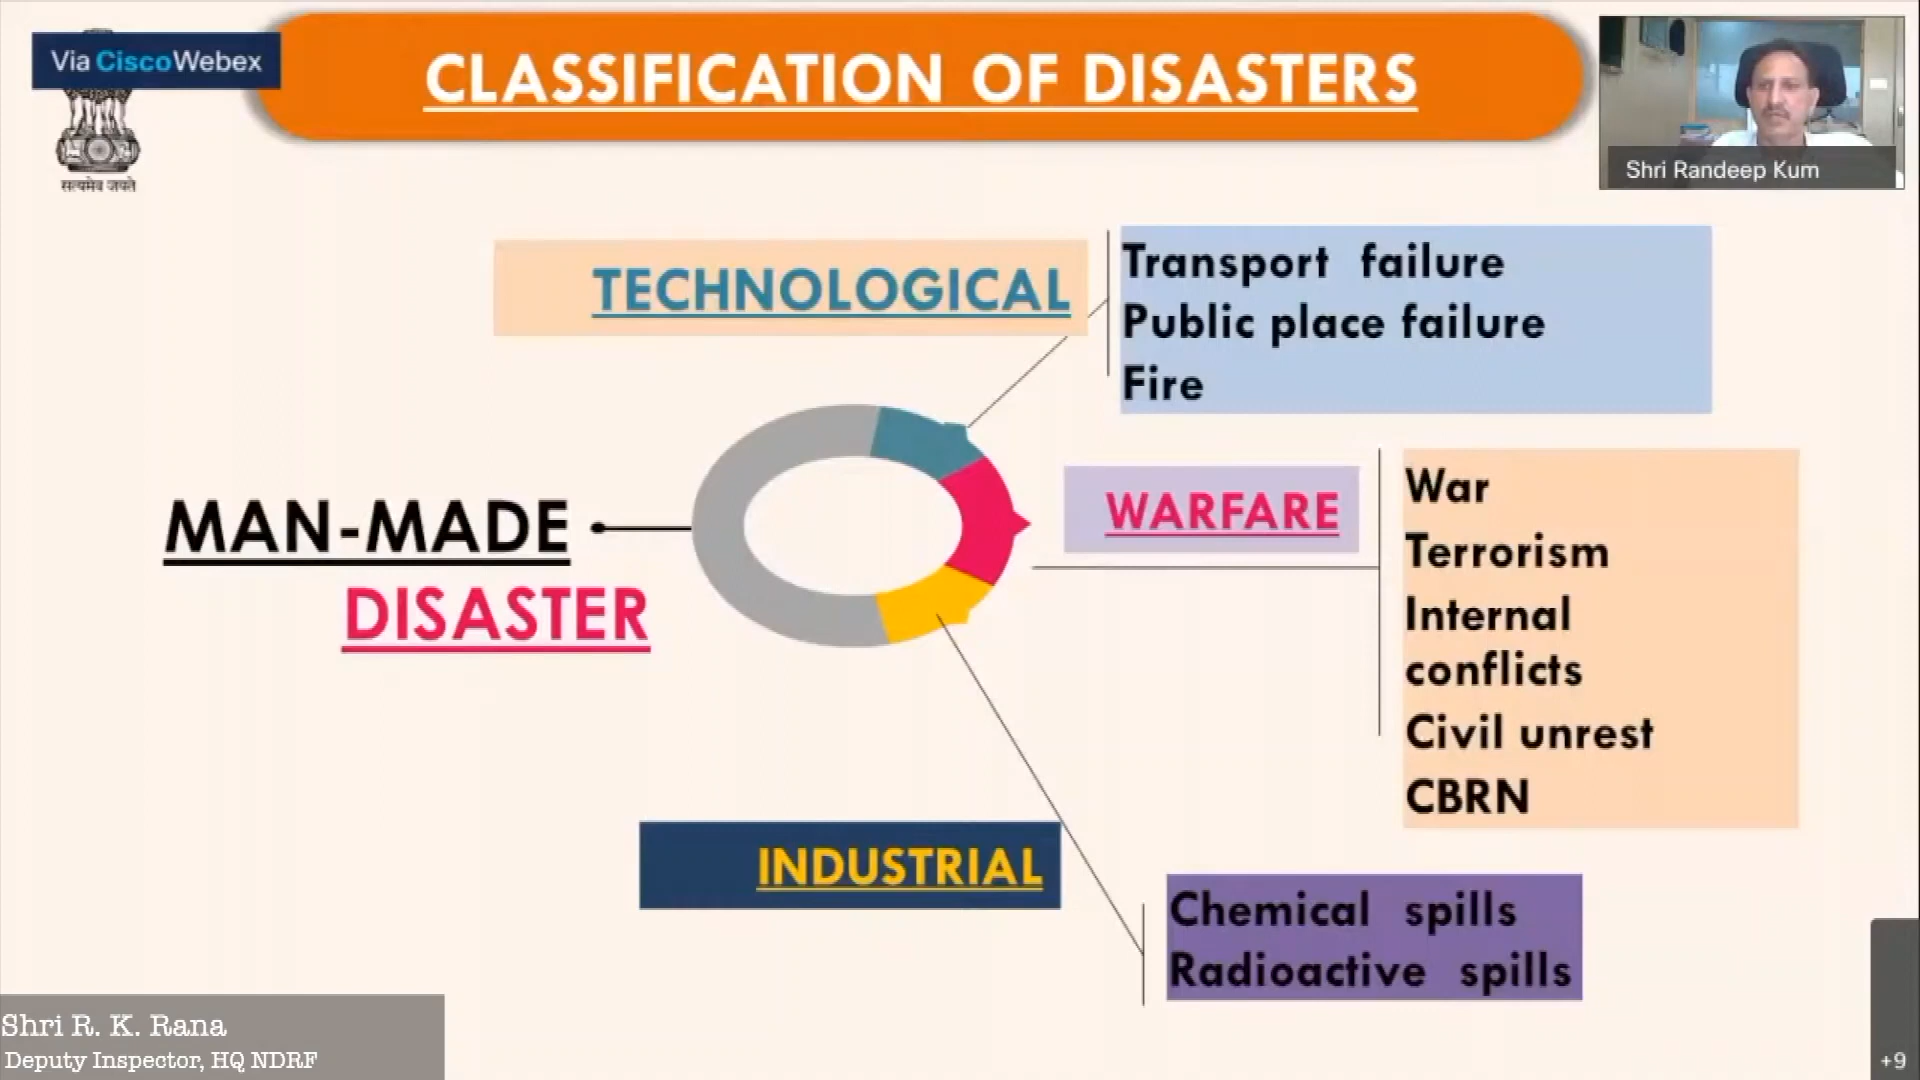 Via CiscoWebex
CLASSIFICATION OF DISASTERS
सत्यमेव जयते
Shri Randeep Kum
TECHNOLOGICAL
Transport failure
Public place failure
Fire
MAN-MADE
DISASTER
WARFARE
War
Terrorism
Internal
conflicts
Civil unrest
CBRN
INDUSTRIAL
Chemical spills
Radioactive spills
Shri R. K. Rana
Deputy Inspector, HQ NDRF
+9